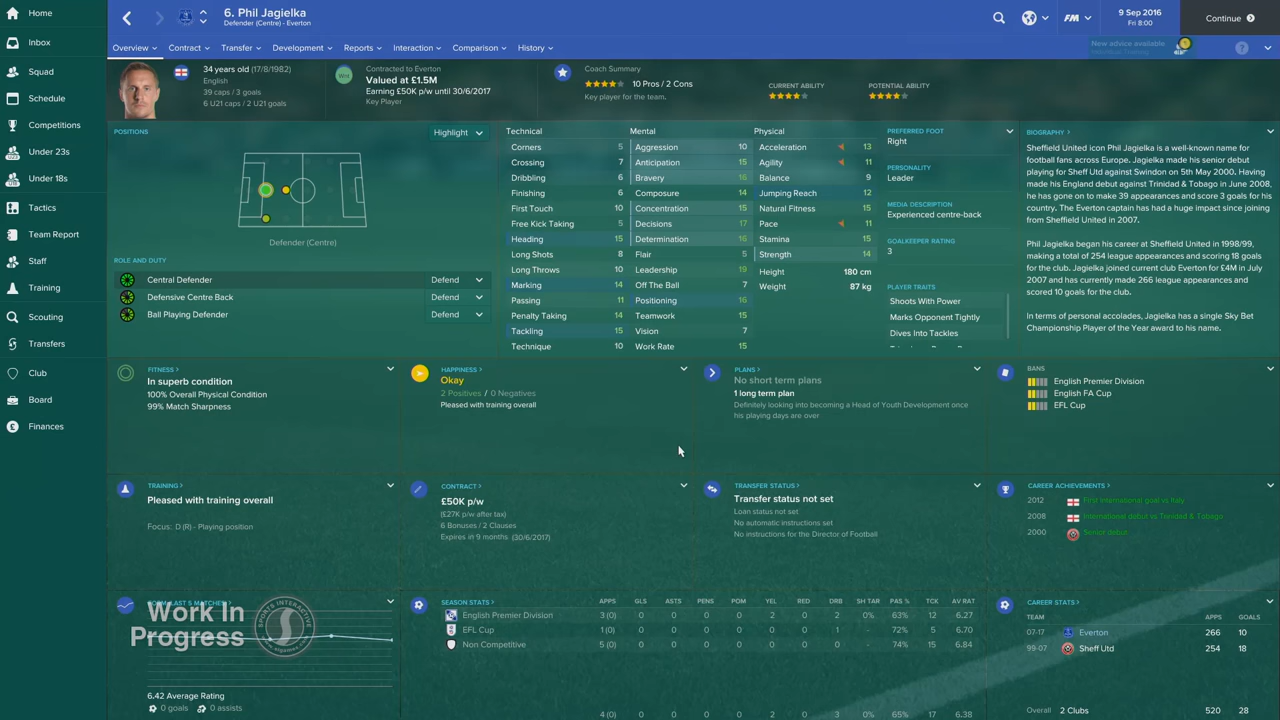 Home
Inbox
Squad
Schedule
Competitions
Under 23s
Under 18s
Tactics
Team Report
Staff
Training
Scouting
Transfers
Club
Board
Finances
6. Phil Jagielka
Defender (Centre) - Everton
FM
9 Sep 2016
Fri 8:00
Continue
Overview
Contract
Transfer
Development
Reports
Interaction
Comparison
History
New advice available
Individual Training
34 years old (17/8/1982)
English
39 caps / 3 goals
6 U21 caps / 2 U21 goals
Wnt
Contracted to Everton
Valued at £1.5M
Earning £50K p/w until 30/6/2017
Key Player
Coach Summary
10 Pros / 2 Cons
Key player for the team.
CURRENT ABILITY
POTENTIAL ABILITY
POSITIONS
Highlight
Defender (Centre)
ROLE AND DUTY
Central Defender Defend
Defensive Centre Back Defend
Ball Playing Defender Defend
Technical
Corners 5
Crossing 7
Dribbling 6
Finishing 6
First Touch 10
Free Kick Taking 5
Heading 15
Long Shots 8
Long Throws 10
Marking 14
Passing 11
Penalty Taking 14
Tackling 15
Technique 10
Mental
Aggression 10
Anticipation 15
Bravery 16
Composure 14
Concentration 15
Decisions 17
Determination 16
Flair 5
Leadership 19
Off The Ball 7
Positioning 16
Teamwork 15
Vision 7
Work Rate 15
Physical
Acceleration 13
Agility 11
Balance 9
Jumping Reach 12
Natural Fitness 15
Pace 11
Stamina 15
Strength 14
Height 180 cm
Weight 87 kg
PREFERRED FOOT
Right
PERSONALITY
Leader
MEDIA DESCRIPTION
Experienced centre-back
GOALKEEPER RATING
3
PLAYER TRAITS
Shoots With Power
Marks Opponent Tightly
Dives Into Tackles
BIOGRAPHY >
Sheffield United icon Phil Jagielka is a well-known name for
football fans across Europe. Jagielka made his senior debut
playing for Sheff Utd against Swindon on 5th May 2000. Having
made his England debut against Trinidad & Tobago in June 2008,
he has gone on to make 39 appearances and score 3 goals for his
country. The Everton captain has had a huge impact since joining
from Sheffield United in 2007.
Phil Jagielka began his career at Sheffield United in 1998/99,
making a total of 254 league appearances and scoring 18 goals
for the club. Jagielka joined current club Everton for £4M in July
2007 and has currently made 266 league appearances and
scored 10 goals for the club.
In terms of personal accolades, Jagielka has a single Sky Bet
Championship Player of the Year award to his name.
FITNESS >
In superb condition
100% Overall Physical Condition
99% Match Sharpness
HAPPINESS >
Okay
2 Positives / 0 Negatives
Pleased with training overall
PLANS >
No short term plans
1 long term plan
Definitely looking into becoming a Head of Youth Development once
his playing days are over
BANS
English Premier Division
English FA Cup
EFL Cup
TRAINING >
Pleased with training overall
Focus: D (R) - Playing position
CONTRACT >
£50K p/w
(£27K p/w after tax)
6 Bonuses / 2 Clauses
Expires in 9 months (30/6/2017)
TRANSFER STATUS >
Transfer status not set
Loan status not set
No automatic instructions set
No instructions for the Director of Football
CAREER ACHIEVEMENTS >
2012 First international goal vs Italy
2008 International debut vs Trinidad & Tobago
2000 Senior debut
Work In
Progress
SPORTS INTERACTIVE
www.sigames.com
6.42 Average Rating
0 goals 0 assists
SEASON STATS > APPS GLS ASTS PENS POM YEL RED DRB SH TAR PAS % TCK AV RAT
English Premier Division 3 (0) 0 0 0 0 2 0 2 0% 63% 12 6.27
EFL Cup 1 (0) 0 0 0 0 0 0 1 - 72% 5 6.70
Non Competitive 5 (0) 0 0 0 0 0 0 0 - 74% 15 6.84
4 (0) 0 0 0 0 2 0 3 0% 65% 17 6.38
CAREER STATS >
TEAM APPS GOALS
07-17 Everton 266 10
99-07 Sheff Utd 254 18
Overall 2 Clubs 520 28